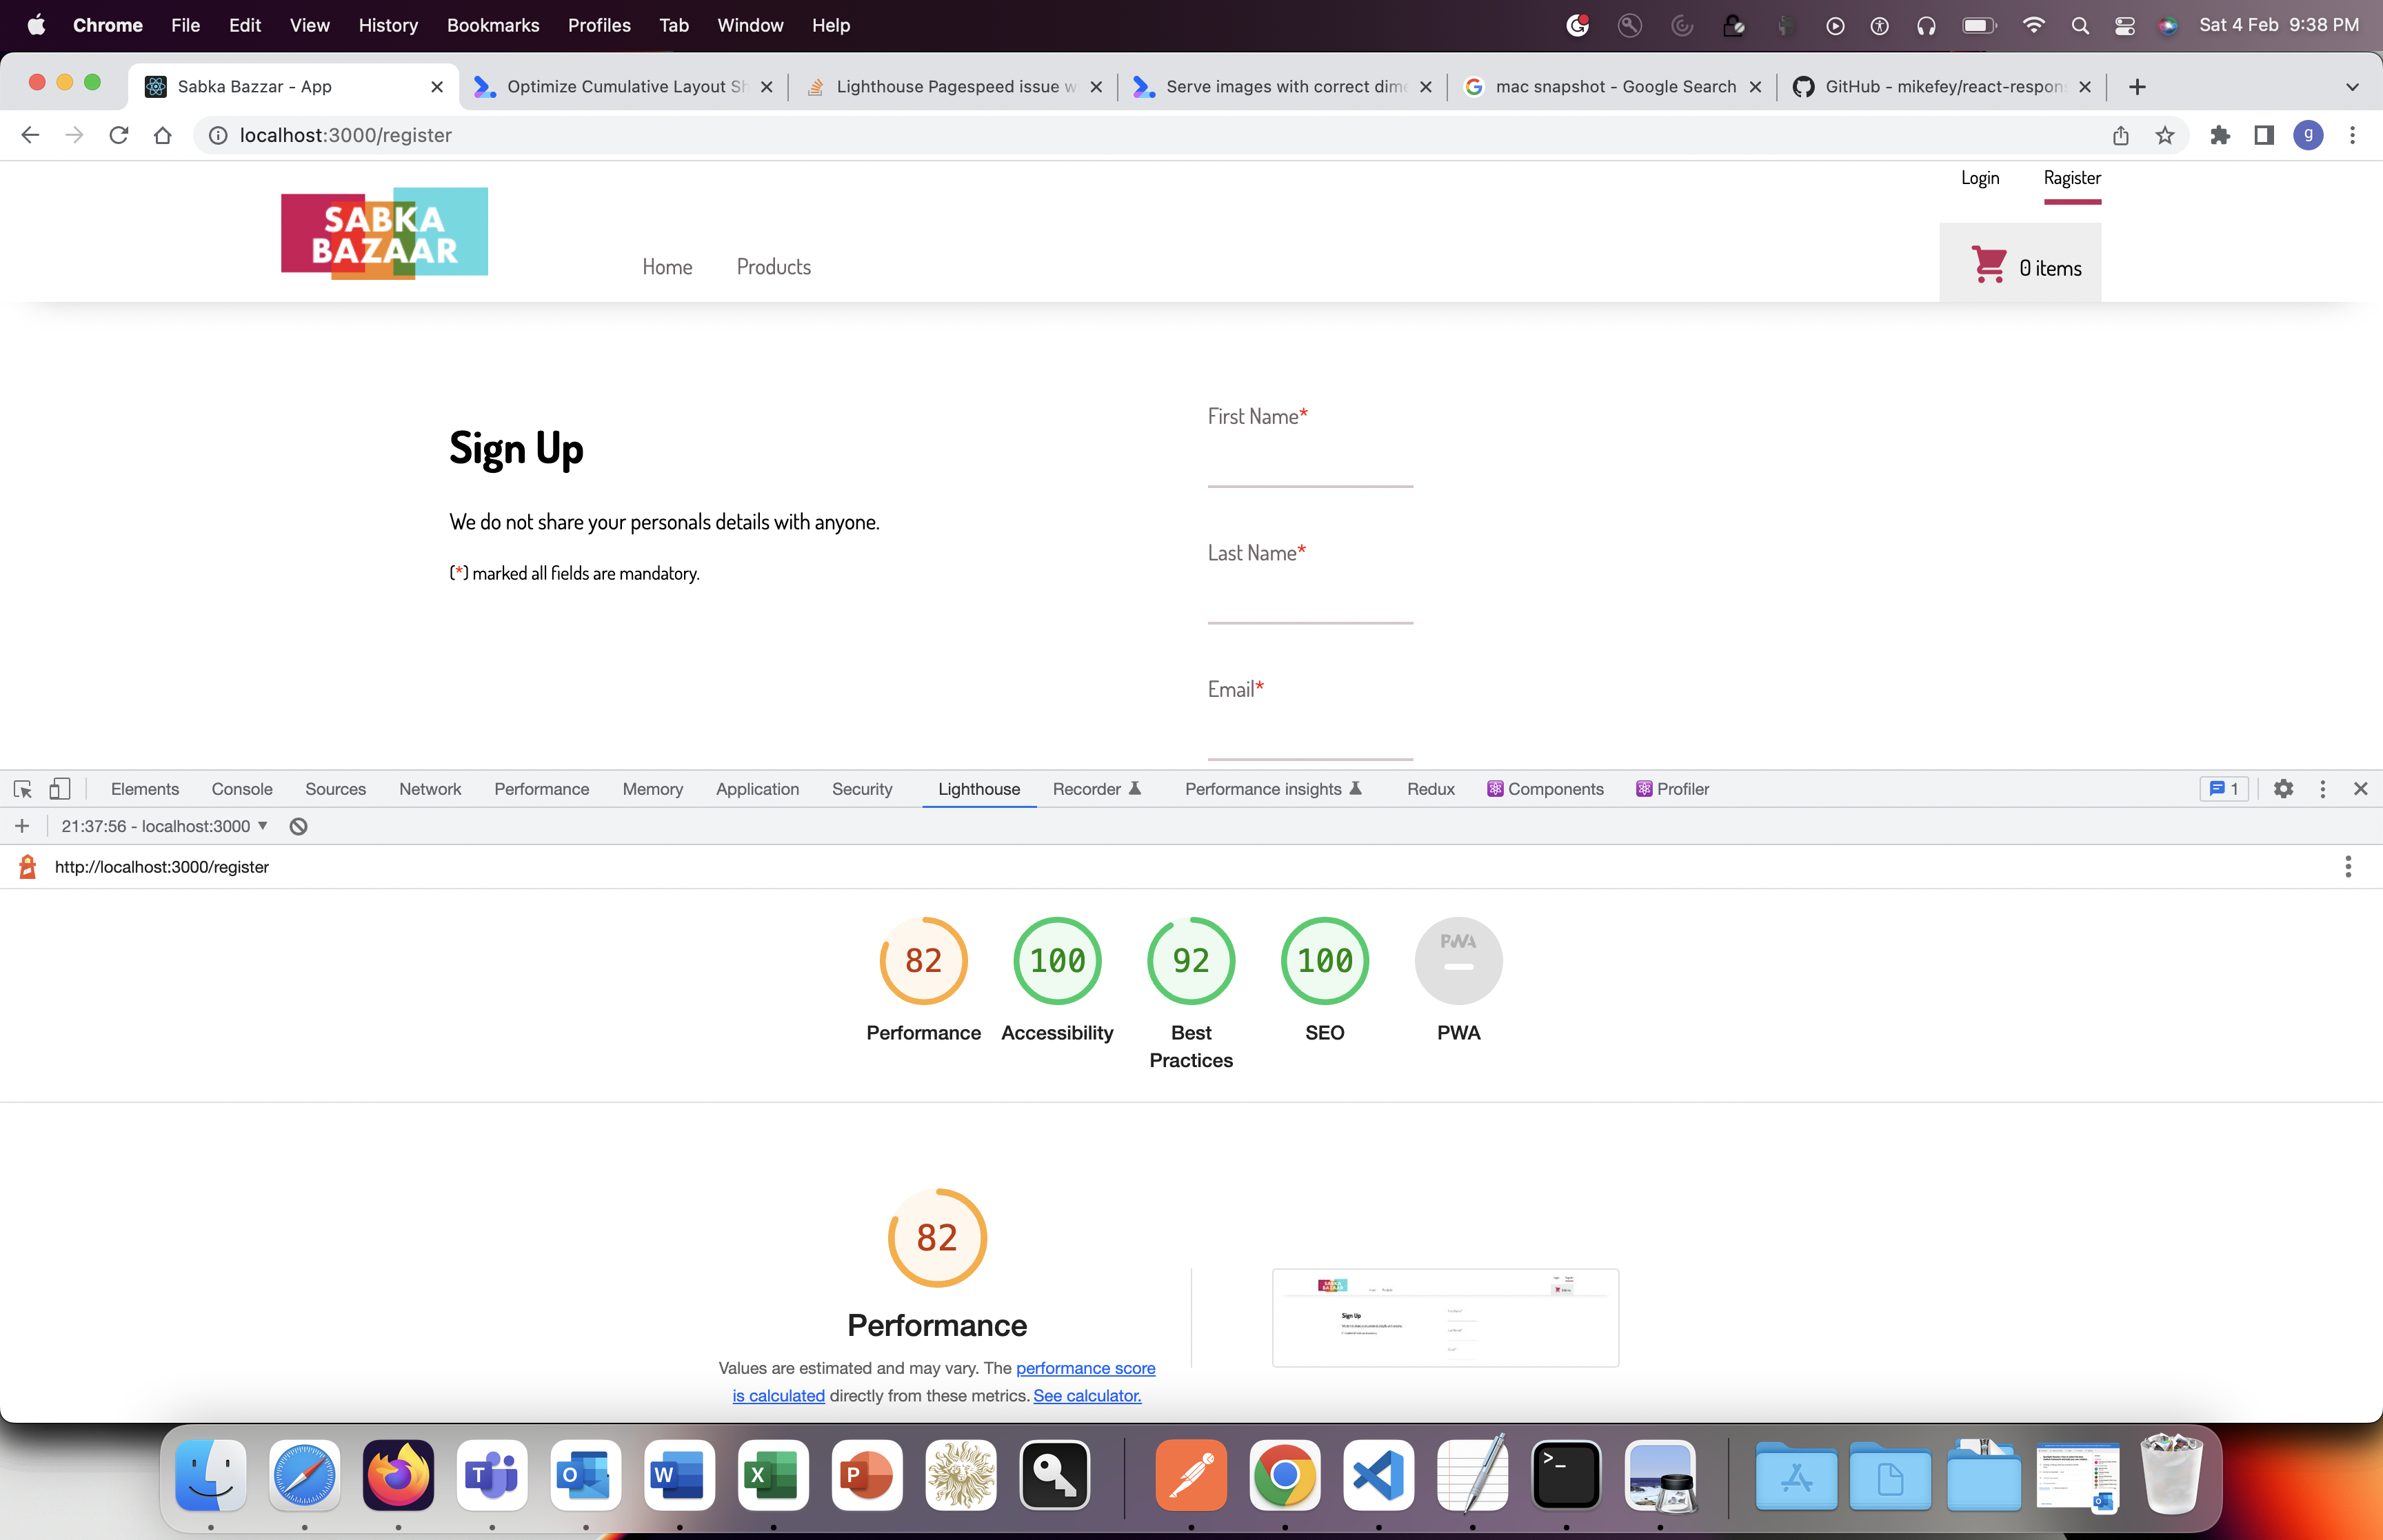 Chrome File Edit View History Bookmarks Profiles Tab Window Help Sat 4 Feb 9:38 PM
Sabka Bazzar - App Optimize Cumulative Layout Sh Lighthouse Pagespeed issue w Serve images with correct dime mac snapshot - Google Search GitHub - mikefey/react-respon
localhost:3000/register g
Login Ragister
SABKA
BAZAAR
Home Products 0 items
First Name*
Sign Up
We do not share your personals details with anyone.
Last Name*
(*) marked all fields are mandatory.
Email*
Elements Console Sources Network Performance Memory Application Security Lighthouse Recorder Performance insights Redux Components Profiler 1
21:37:56 - localhost:3000
http://localhost:3000/register
82 100 92 100 PWA
Performance Accessibility Best Practices SEO PWA
82
Performance
Values are estimated and may vary. The performance score
is calculated directly from these metrics. See calculator.
Sign Up
T O W X P >_